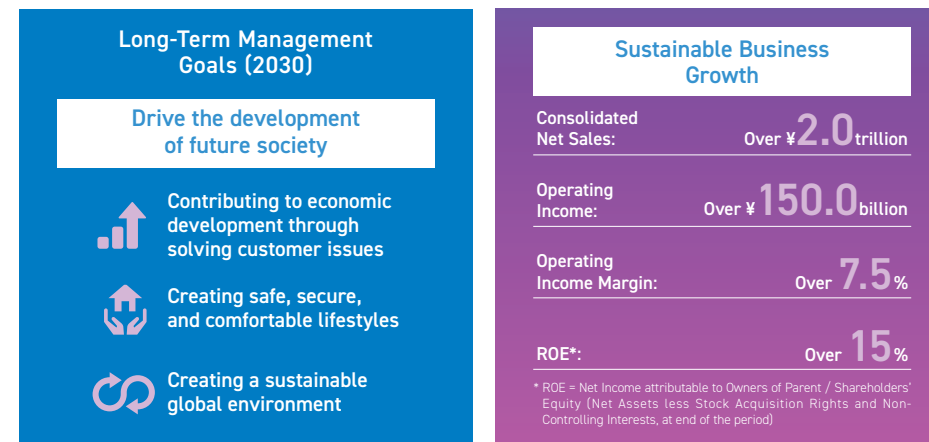 Long-Term Management
Goals (2030)
Drive the development
of future society
Contributing to economic
development through
solving customer issues
Creating safe, secure,
and comfortable lifestyles
Creating a sustainable
global environment
Sustainable Business
Growth
Consolidated
Net Sales: Over ¥2.0trillion
Operating
Income: Over ¥150.0billion
Operating
Income Margin: Over 7.5%
ROE*: Over 15%
* ROE = Net Income attributable to Owners of Parent / Shareholders'
Equity (Net Assets less Stock Acquisition Rights and Non-
Controlling Interests, at end of the period)